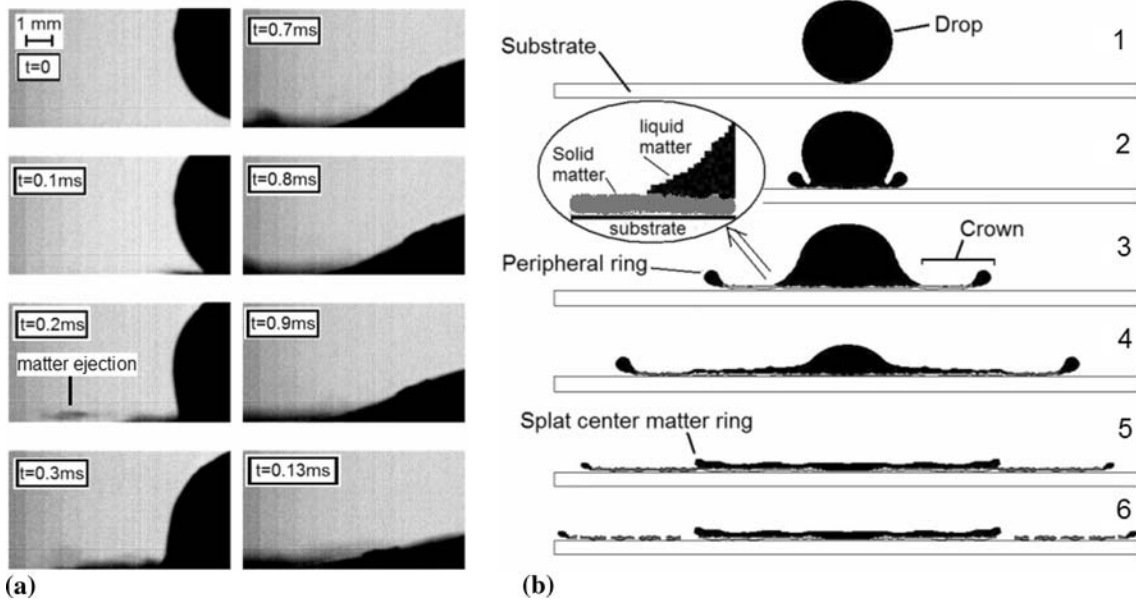 1 mm
t=0
t=0.7ms
t=0.1ms
t=0.8ms
t=0.2ms
matter ejection
t=0.9ms
t=0.3ms
t=0.13ms
(a)
Drop
1
Substrate
2
liquid
matter
Solid
matter
substrate
Crown
3
Peripheral ring
4
Splat center matter ring
5
6
(b)